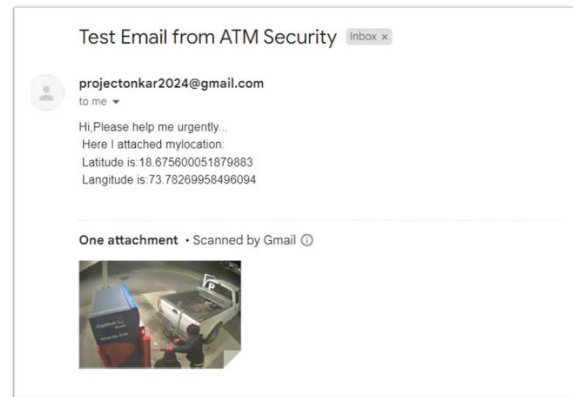 Test Email from ATM Security Inbox ×
projectonkar2024@gmail.com
to me
Hi,Please help me urgently...
Here I attached mylocation:
Latitude is:18.675600051879883
Langitude is:73.78269958496094
One attachment • Scanned by Gmail
P